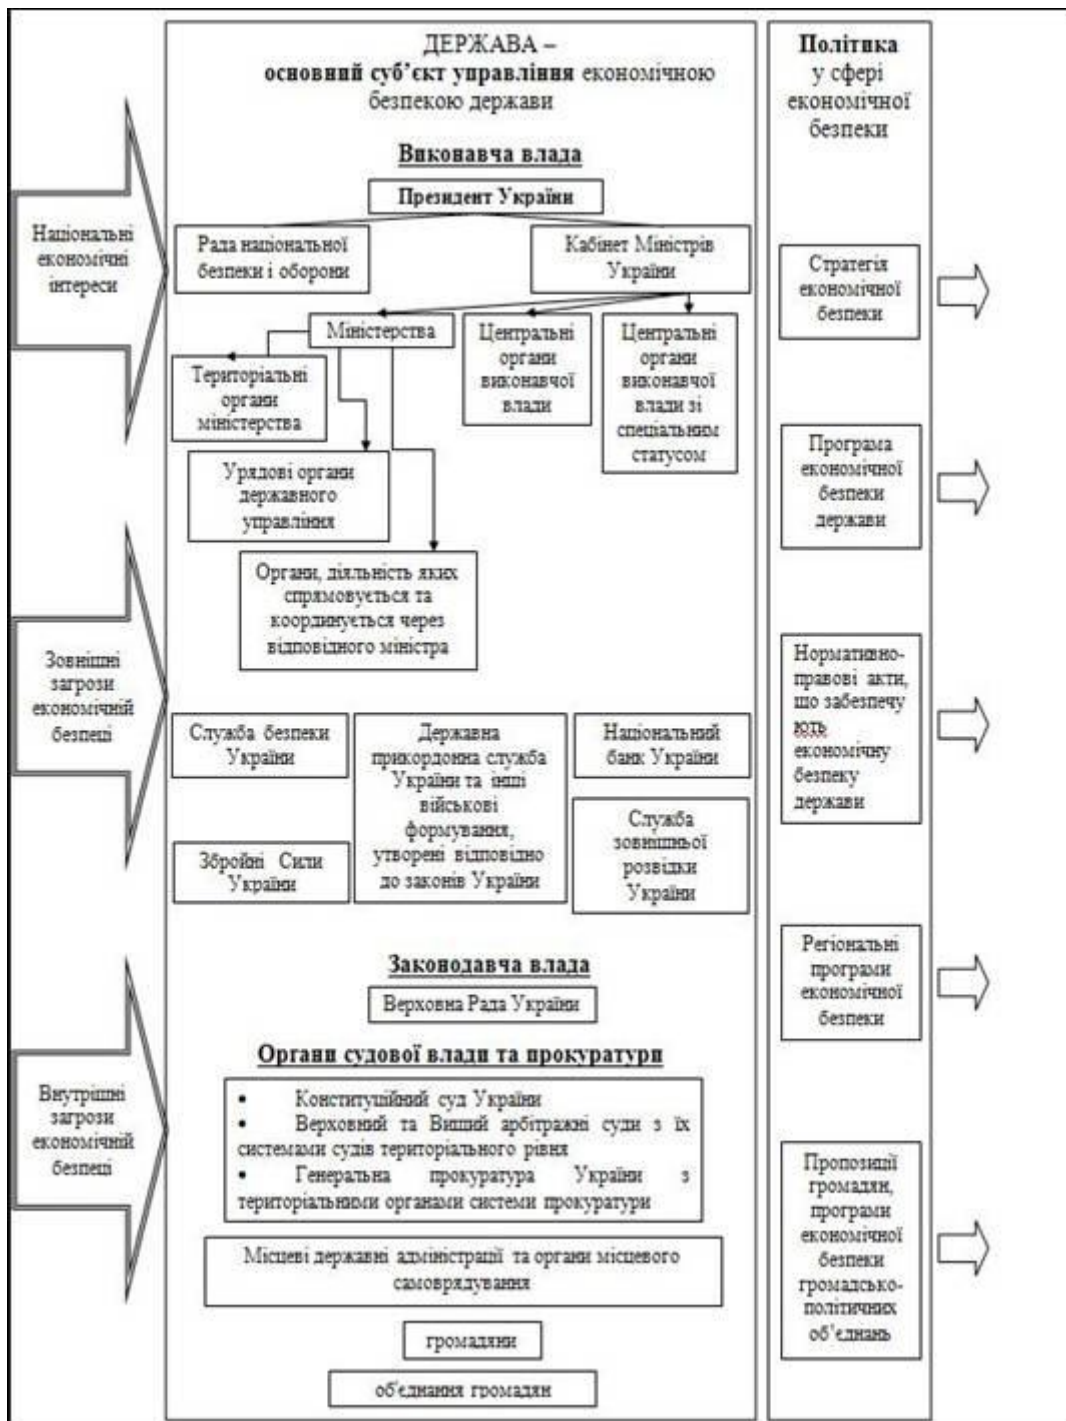 ДЕРЖАВА –
основний суб’єкт управління економічною
безпекою держави
Виконавча влада
Президент України
Рада національної
безпеки і оборони
Кабінет Міністрів
України
Міністерства
Центральні
органи
виконавчої
влади
Центральні
органи
виконавчої
влади зі
спеціальним
статусом
Територіальні
органи
міністерства
Урядові органи
державного
управління
Органи, діяльність яких
спрямовується та
координується через
відповідного міністра
Служба безпеки
України
Державна
прикордонна служба
України та інші
військові
формування,
утворені відповідно
до законів України
Національний
банк України
Збройні Сили
України
Служба
зовнішньої
розвідки
України
Законодавча влада
Верховна Рада України
Органи судової влади та прокуратури
• Конституційний суд України
• Верховний та Вищий арбітражні суди з їх
системами судів територіального рівня
• Генеральна прокуратура України з
територіальними органами системи прокуратури
Місцеві державні адміністрації та органи місцевого
самоврядування
громадяни
об'єднання громадян
Національні
економічні
інтереси
Зовнішні
загрози
економічній
безпеці
Внутрішні
загрози
економічній
безпеці
Політика
у сфері
економічної
безпеки
Стратегія
економічної
безпеки
Програма
економічної
безпеки
держави
Нормативно-
правові акти,
що забезпечу
ють
економічну
безпеку
держави
Регіональні
програми
економічної
безпеки
Пропозиції
громадян,
програми
економічної
безпеки
громадсько-
політичних
об’єднань